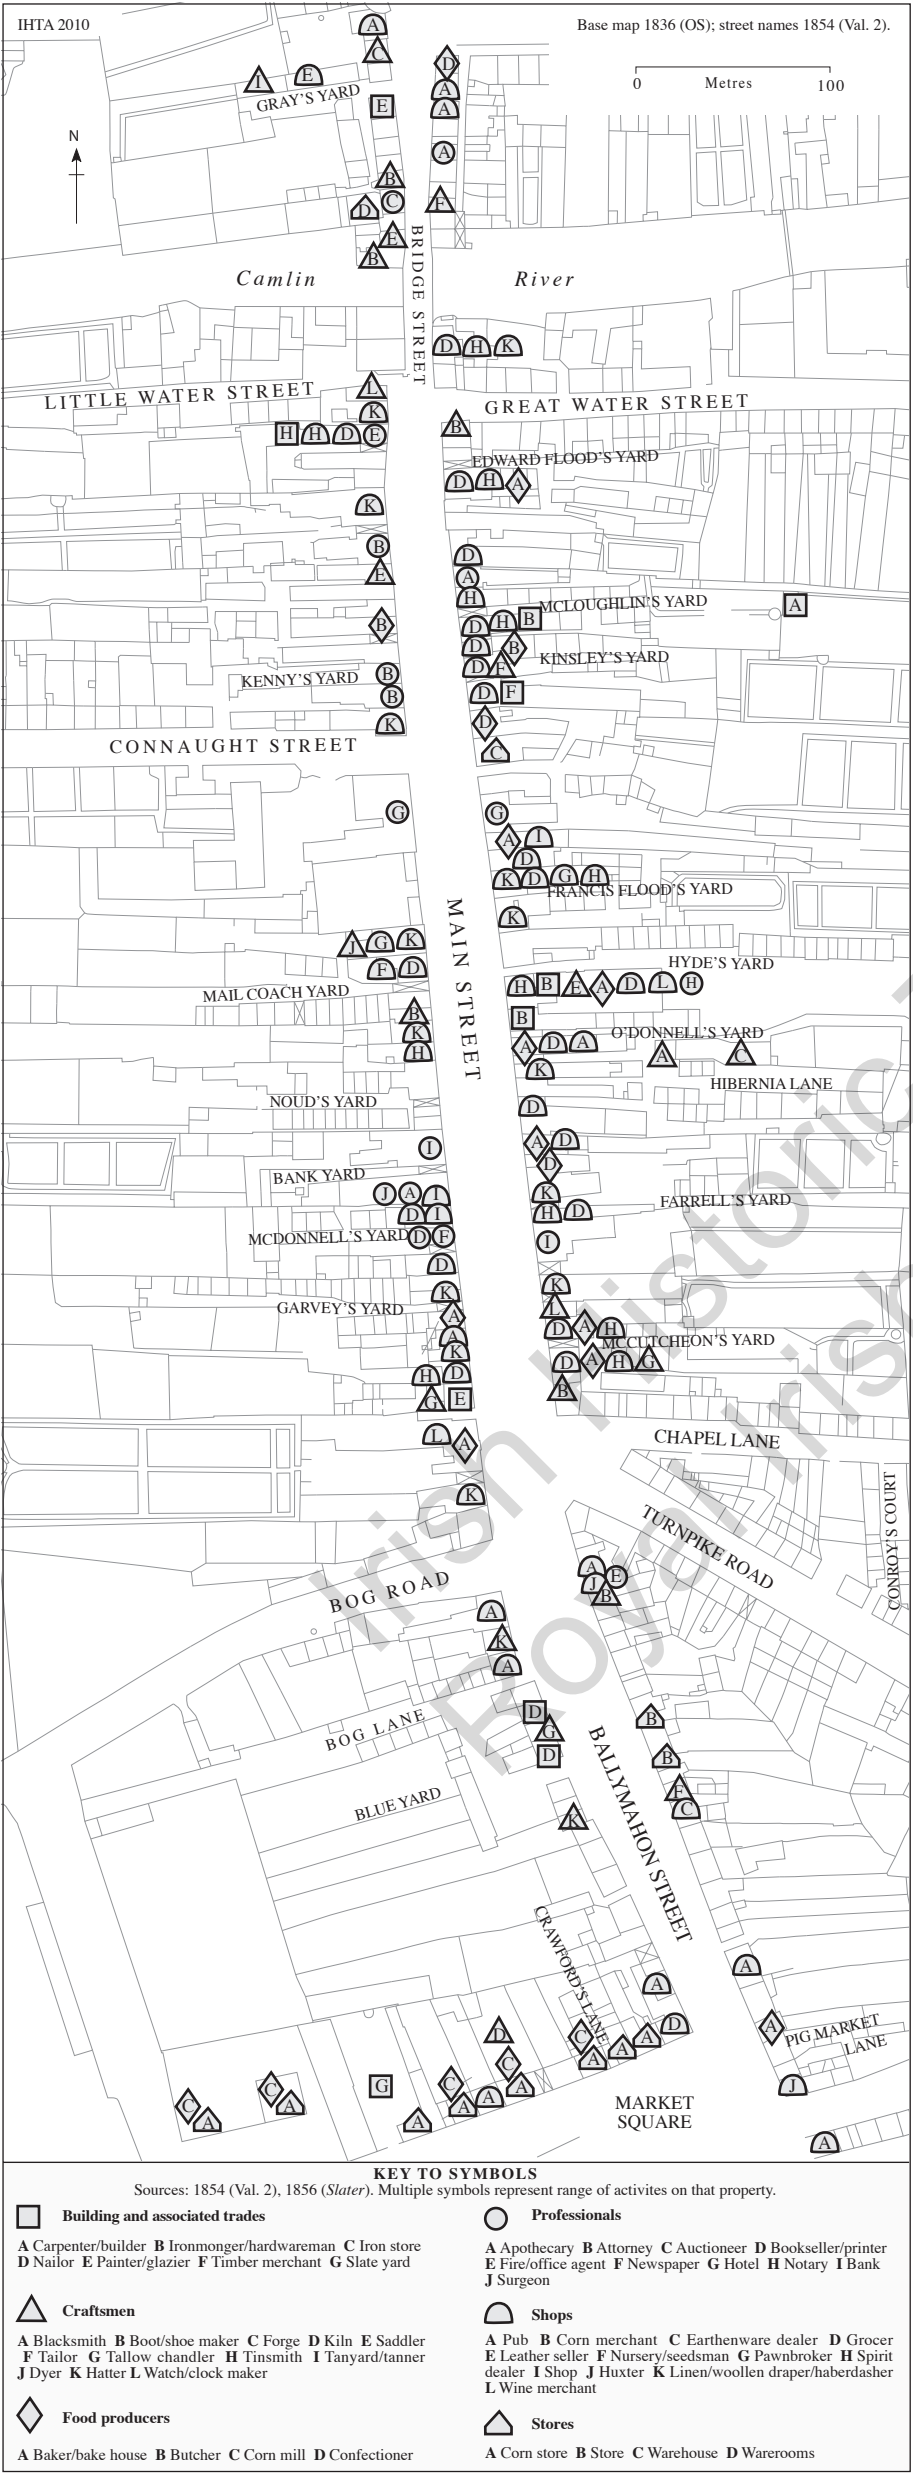 IHTA 2010
Base map 1836 (OS); street names 1854 (Val. 2).
0 Metres 100
N
A
C
I E
D
A
A
GRAY'S YARD
E
A
B
D C
F
E
B
BRIDGE STREET
Camlin River
D H K
LITTLE WATER STREET
L
K
GREAT WATER STREET
H H D E
B
EDWARD FLOOD'S YARD
D H A
K
B
E
D
A
H
MCLOUGHLIN'S YARD
A
B
D H B
D B
KINSLEY'S YARD
D F
KENNY'S YARD
B
B
D F
K
D
C
CONNAUGHT STREET
G
G
A I
D
K D G H
FRANCIS FLOOD'S YARD
K
MAIN STREET
J G K
F D
HYDE'S YARD
H B E A D L H
MAIL COACH YARD
B
K
H
B
O'DONNELL'S YARD
A D A
A C
K
HIBERNIA LANE
NOUD'S YARD
D
I
A D
D
BANK YARD
J A I
D I
K
H D
FARRELL'S YARD
MCDONNELL'S YARD
D F
I
D
K
K
GARVEY'S YARD
A
A
K
L
D A H
MCCUTCHEON'S YARD
H D
D A H G
G E
B
L A
CHAPEL LANE
K
TURNPIKE ROAD
CONROY'S COURT
A
J E
B
BOG ROAD
A
K
A
BOG LANE
D
G
D
B
B
BALLYMAHON STREET
BLUE YARD
F
C
K
CRAWFORD'S LANE
A
A
D
A
PIG MARKET
LANE
D
C
A A A
C
C C G C
A A A A A A
J
MARKET
SQUARE
A
Irish Historic
Royal Irish
KEY TO SYMBOLS
Sources: 1854 (Val. 2), 1856 (Slater). Multiple symbols represent range of activites on that property.
Building and associated trades
A Carpenter/builder B Ironmonger/hardwareman C Iron store
D Nailor E Painter/glazier F Timber merchant G Slate yard
Craftsmen
A Blacksmith B Boot/shoe maker C Forge D Kiln E Saddler
F Tailor G Tallow chandler H Tinsmith I Tanyard/tanner
J Dyer K Hatter L Watch/clock maker
Food producers
A Baker/bake house B Butcher C Corn mill D Confectioner
Professionals
A Apothecary B Attorney C Auctioneer D Bookseller/printer
E Fire/office agent F Newspaper G Hotel H Notary I Bank
J Surgeon
Shops
A Pub B Corn merchant C Earthenware dealer D Grocer
E Leather seller F Nursery/seedsman G Pawnbroker H Spirit
dealer I Shop J Huxter K Linen/woollen draper/haberdasher
L Wine merchant
Stores
A Corn store B Store C Warehouse D Warerooms